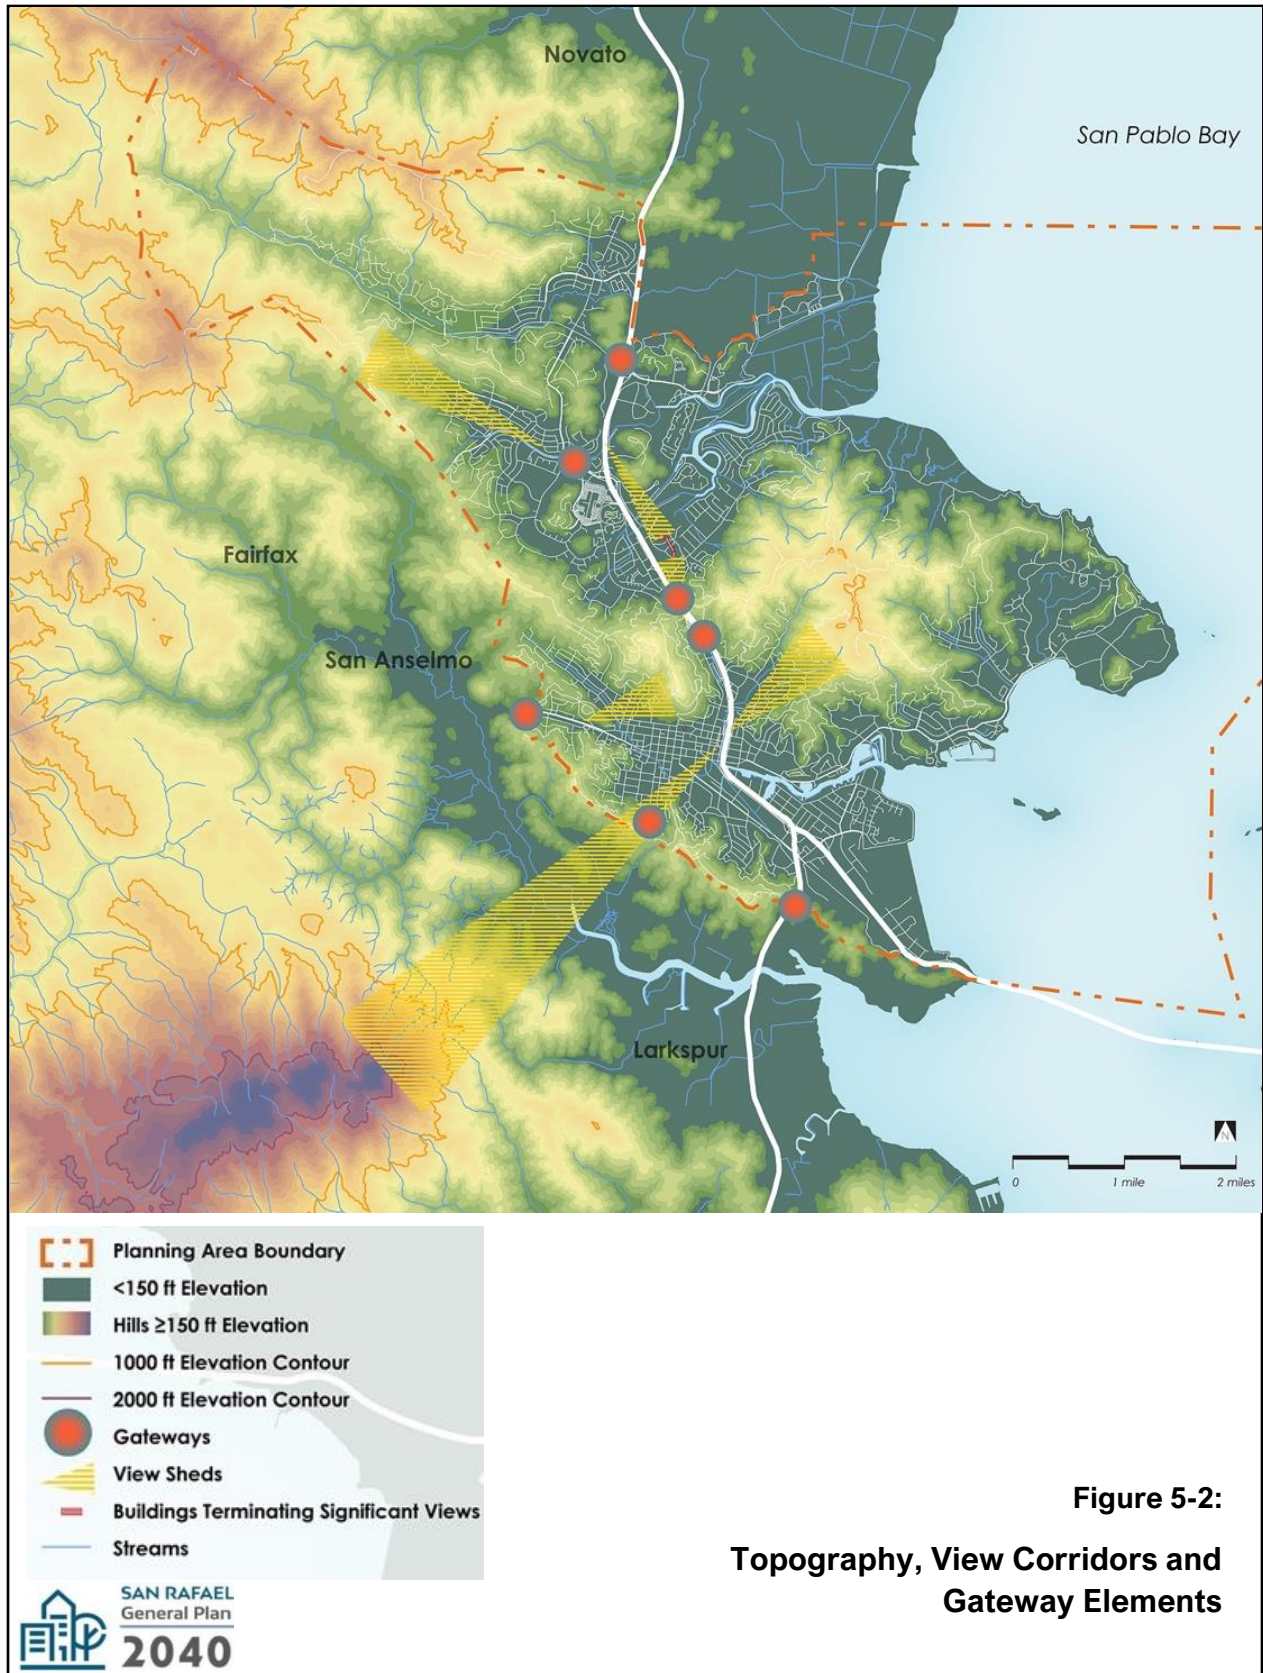 Novato
San Pablo Bay
Fairfax
San Anselmo
Larkspur
N
0 1 mile 2 miles
Planning Area Boundary
<150 ft Elevation
Hills ≥150 ft Elevation
1000 ft Elevation Contour
2000 ft Elevation Contour
Gateways
View Sheds
Buildings Terminating Significant Views
Streams
Figure 5-2:
Topography, View Corridors and
Gateway Elements
SAN RAFAEL
General Plan
2040